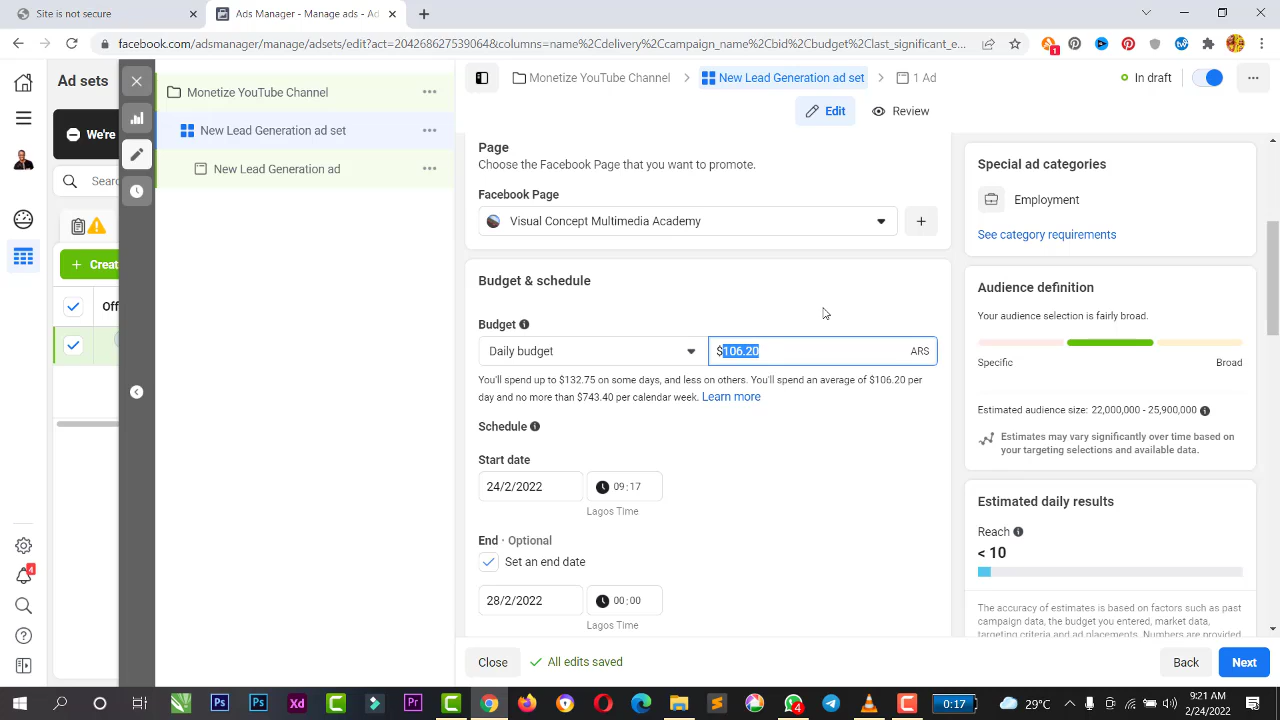 Site is not secure
Ads Manager - Manage ads - Ad
facebook.com/adsmanager/manage/adsets/edit?act=204286627539064&column=name%2Cdelivery%2Ccampaign_name%2Cbid%2Cbudget%2Clast_significant_e...
1
Ad sets
Monetize YouTube Channel
New Lead Generation ad set
1 Ad
In draft
Edit
Review
We're
Monetize YouTube Channel
New Lead Generation ad set
New Lead Generation ad
Searc
Creat
Off
Page
Choose the Facebook Page that you want to promote.
Facebook Page
Visual Concept Multimedia Academy
Budget & schedule
Budget
Daily budget
$106.20
ARS
You'll spend up to $132.75 on some days, and less on others. You'll spend an average of $106.20 per
day and no more than $743.40 per calendar week. Learn more
Schedule
Start date
24/2/2022
09:17
Lagos Time
End · Optional
Set an end date
28/2/2022
00:00
Lagos Time
Special ad categories
Employment
See category requirements
Audience definition
Your audience selection is fairly broad.
Specific
Broad
Estimated audience size: 22,000,000 - 25,900,000
Estimates may vary significantly over time based on
your targeting selections and available data.
Estimated daily results
Reach
< 10
The accuracy of estimates is based on factors such as past
campaign data, the budget you entered, market data,
targeting criteria and ad placements. Numbers are provided
4
Close
All edits saved
Back
Next
Ps
Ps
Xd
Pr
4
0:17
29°C
9:21 AM
2/24/2022